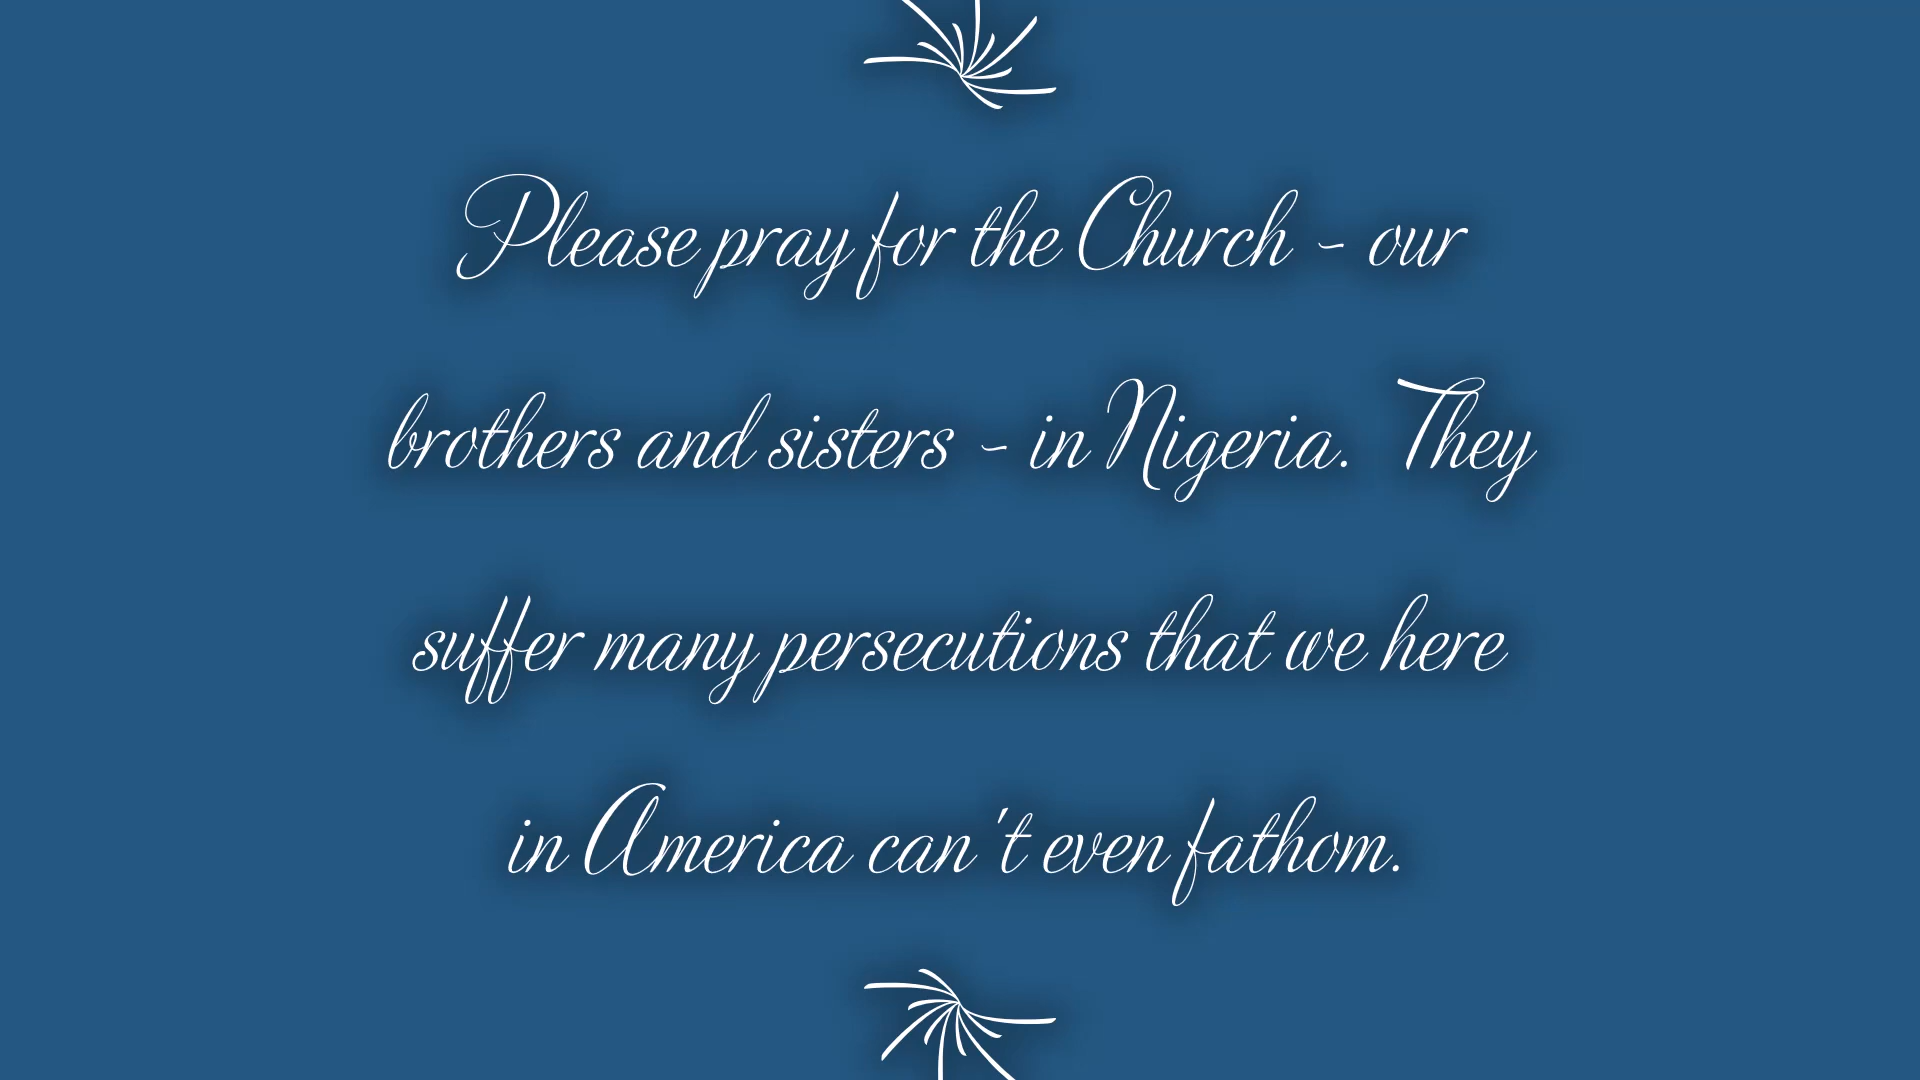 Please pray for the Church - our
brothers and sisters - in Nigeria. They
suffer many persecutions that we here
in America can't even fathom.